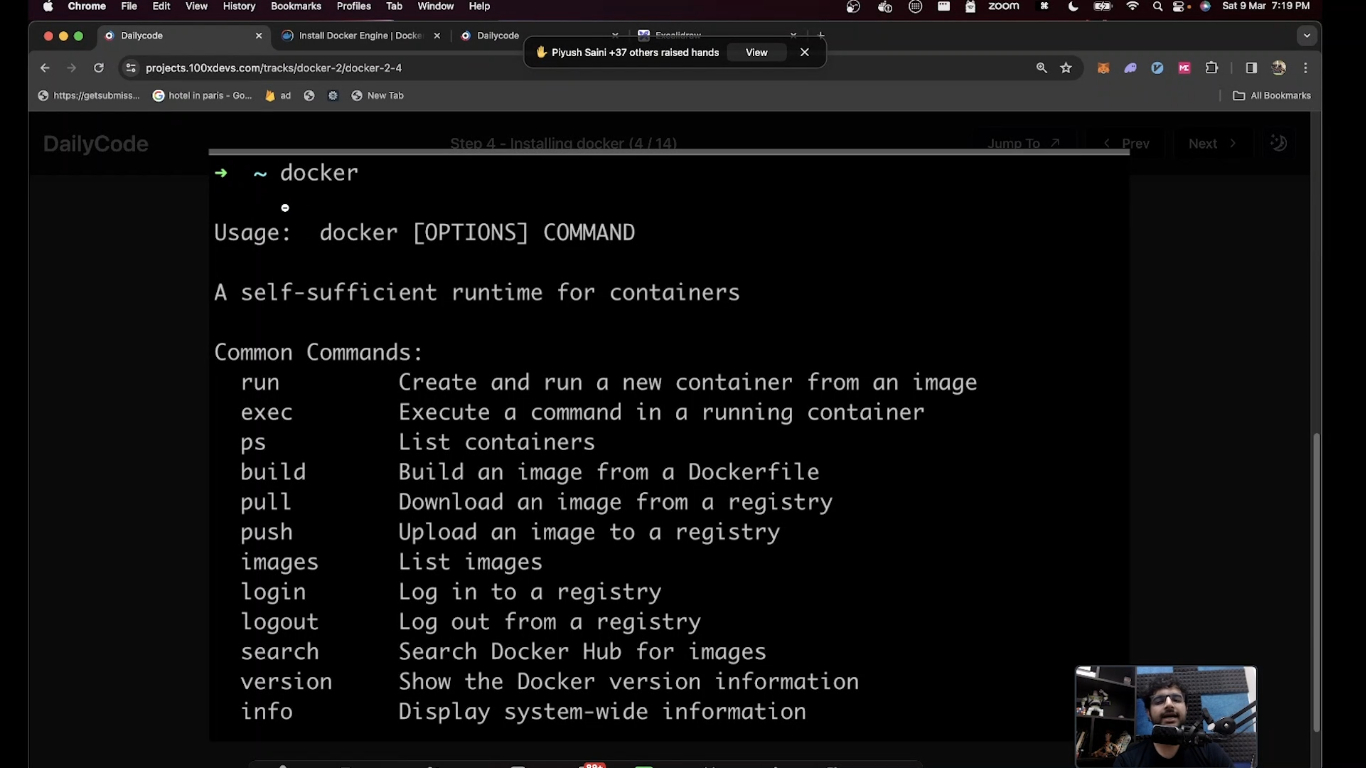 Chrome File Edit View History Bookmarks Profiles Tab Window Help zoom Sat 9 Mar 7:19 PM
Dailycode Install Docker Engine | Docke Dailycode Excalidraw
Piyush Saini +37 others raised hands View
projects.100xdevs.com/tracks/docker-2/docker-2-4
https://getsubmiss... hotel in paris - Go... ad New Tab All Bookmarks
DailyCode Step 4 - Installing docker (4 / 14) Jump To ↗ < Prev Next >
➜ ~ docker
Usage: docker [OPTIONS] COMMAND
A self-sufficient runtime for containers
Common Commands:
run Create and run a new container from an image
exec Execute a command in a running container
ps List containers
build Build an image from a Dockerfile
pull Download an image from a registry
push Upload an image to a registry
images List images
login Log in to a registry
logout Log out from a registry
search Search Docker Hub for images
version Show the Docker version information
info Display system-wide information
99+